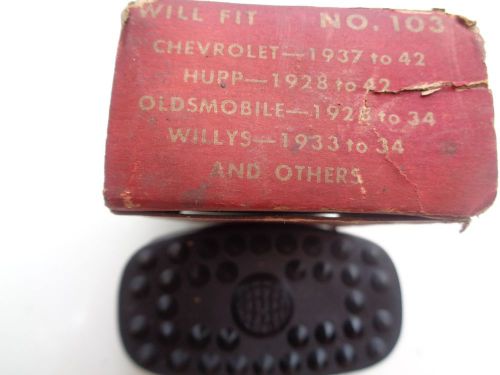 WILL FIT NO. 103
CHEVROLET—1937 to 42
HUPP—1928 to 42
OLDSMOBILE—1928 to 34
WILLYS—1933 to 34
AND OTHERS